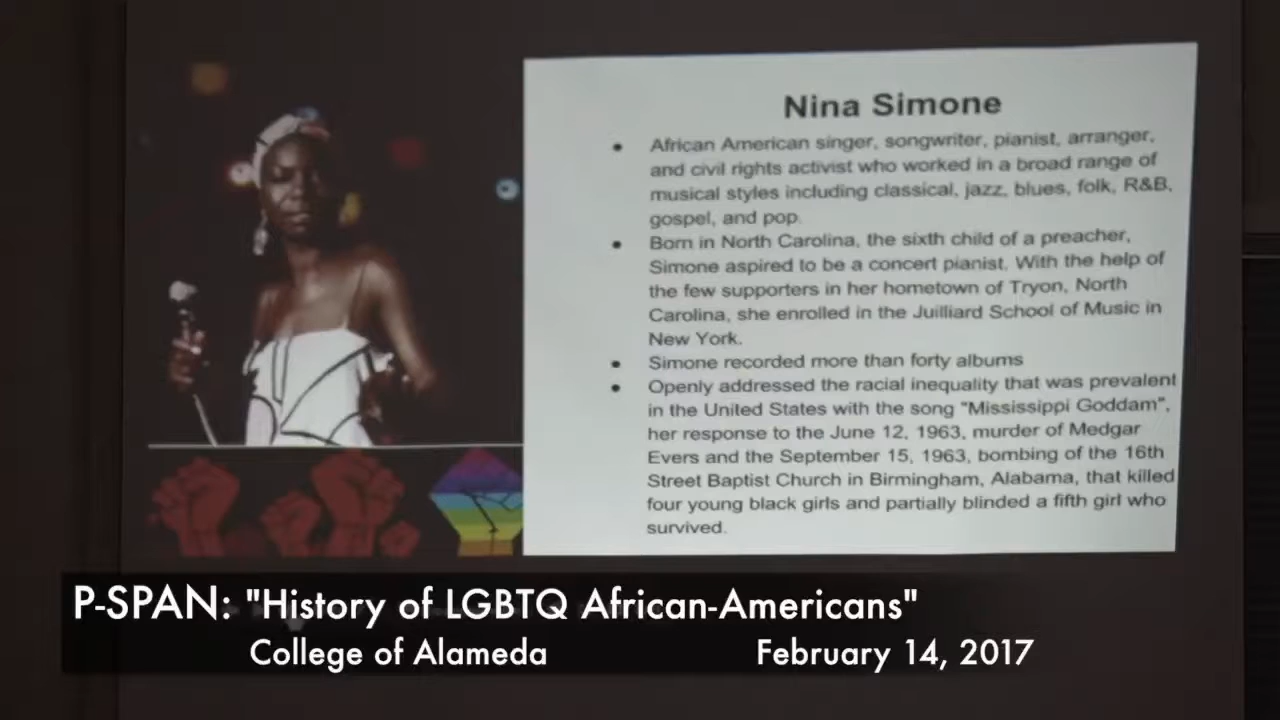 Nina Simone
• African American singer, songwriter, pianist, arranger,
and civil rights activist who worked in a broad range of
musical styles including classical, jazz, blues, folk, R&B,
gospel, and pop.
• Born in North Carolina, the sixth child of a preacher,
Simone aspired to be a concert pianist. With the help of
the few supporters in her hometown of Tryon, North
Carolina, she enrolled in the Juilliard School of Music in
New York.
• Simone recorded more than forty albums
• Openly addressed the racial inequality that was prevalent
in the United States with the song "Mississippi Goddam",
her response to the June 12, 1963, murder of Medgar
Evers and the September 15, 1963, bombing of the 16th
Street Baptist Church in Birmingham, Alabama, that killed
four young black girls and partially blinded a fifth girl who
survived.
P-SPAN: "History of LGBTQ African-Americans"
College of Alameda February 14, 2017